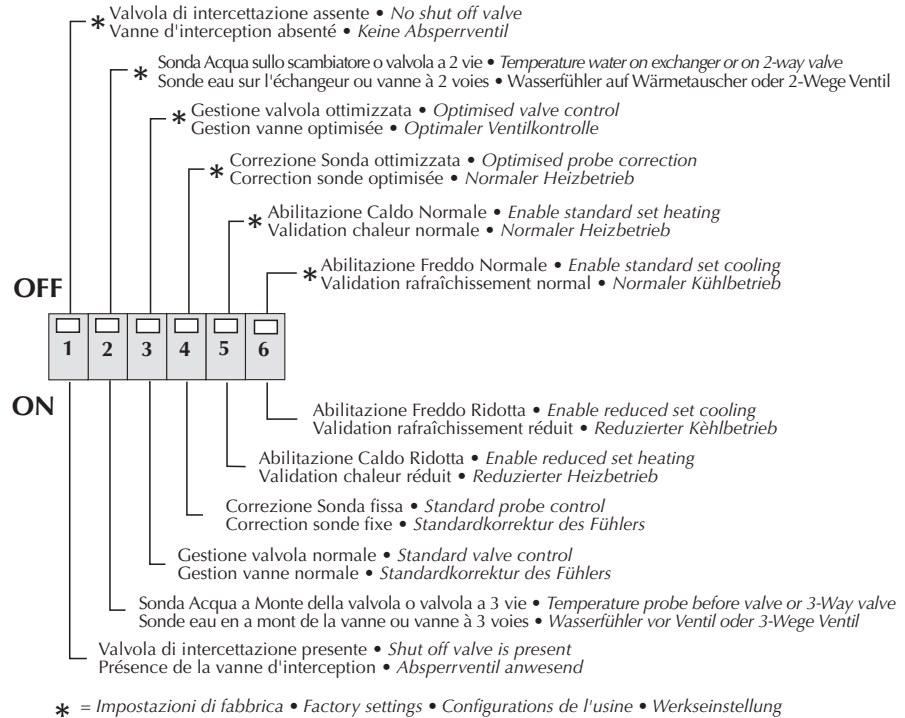 * Valvola di intercettazione assente • No shut off valve
Vanne d'interception absenté • Keine Absperrventil
* Sonda Acqua sullo scambiatore o valvola a 2 vie • Temperature water on exchanger or on 2-way valve
Sonde eau sur l'échangeur ou vanne à 2 voies • Wasserfühler auf Wärmetauscher oder 2-Wege Ventil
* Gestione valvola ottimizzata • Optimised valve control
Gestion vanne optimisée • Optimaler Ventilkontrolle
* Correzione Sonda ottimizzata • Optimised probe correction
Correction sonde optimisée • Normaler Heizbetrieb
* Abilitazione Caldo Normale • Enable standard set heating
Validation chaleur normale • Normaler Heizbetrieb
* Abilitazione Freddo Normale • Enable standard set cooling
Validation rafraîchissement normal • Normaler Kühlbetrieb
OFF
1 2 3 4 5 6
ON
Abilitazione Freddo Ridotta • Enable reduced set cooling
Validation rafraîchissement réduit • Reduzierter Kèhlbetrieb
Abilitazione Caldo Ridotta • Enable reduced set heating
Validation chaleur réduit • Reduzierter Heizbetrieb
Correzione Sonda fissa • Standard probe control
Correction sonde fixe • Standardkorrektur des Fühlers
Gestione valvola normale • Standard valve control
Gestion vanne normale • Standardkorrektur des Fühlers
Sonda Acqua a Monte della valvola o valvola a 3 vie • Temperature probe before valve or 3-Way valve
Sonde eau en a mont de la vanne ou vanne à 3 voies • Wasserfühler vor Ventil oder 3-Wege Ventil
Valvola di intercettazione presente • Shut off valve is present
Présence de la vanne d'interception • Absperrventil anwesend
* = Impostazioni di fabbrica • Factory settings • Configurations de l'usine • Werkseinstellung